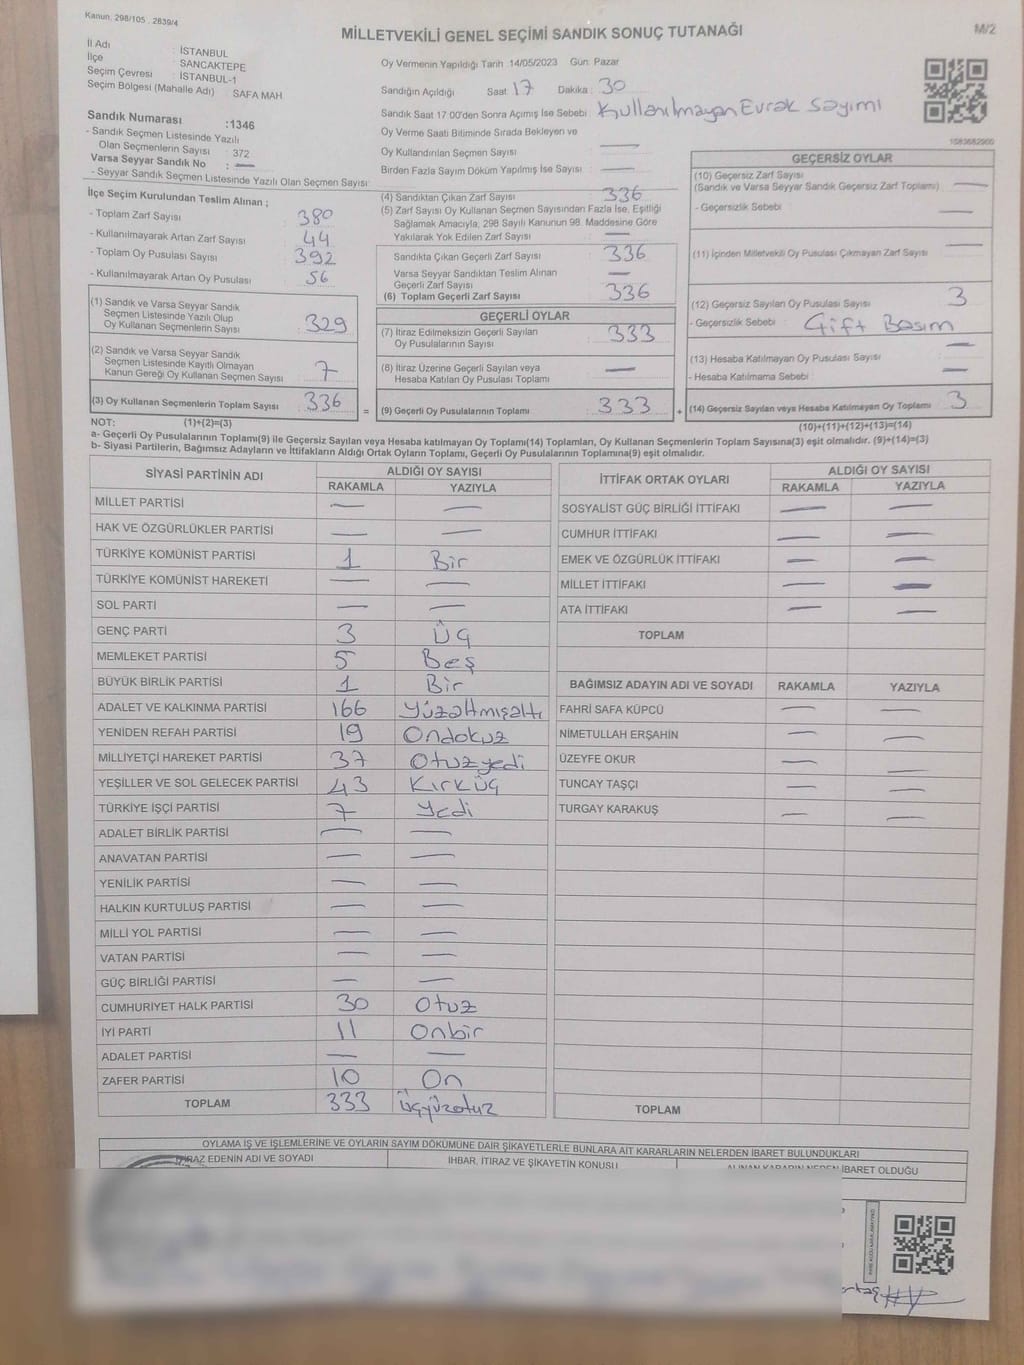 Kanun: 298/105 , 2839/4
MİLLETVEKİLİ GENEL SEÇİMİ SANDIK SONUÇ TUTANAĞI
M/2
İl Adı : İSTANBUL
İlçe : SANCAKTEPE
Seçim Çevresi : İSTANBUL-1
Seçim Bölgesi (Mahalle Adı) : SAFA MAH
Sandık Numarası :1346
- Sandık Seçmen Listesinde Yazılı
Olan Seçmenlerin Sayısı : 372
Varsa Seyyar Sandık No : —
- Seyyar Sandık Seçmen Listesinde Yazılı Olan Seçmen Sayısı:
Oy Vermenin Yapıldığı Tarih :14/05/2023 Gün: Pazar
Sandığın Açıldığı Saat: 17 Dakika : 30
Sandık Saat 17:00'den Sonra Açımış İse Sebebi : Kullanılmayan Evrak Sayımı
Oy Verme Saati Bitiminde Sırada Bekleyen ve
Oy Kullandırılan Seçmen Sayısı : —
Birden Fazla Sayım Döküm Yapılmış İse Sayısı : —
İlçe Seçim Kurulundan Teslim Alınan ;
- Toplam Zarf Sayısı : 380
- Kullanılmayarak Artan Zarf Sayısı : 44
- Toplam Oy Pusulası Sayısı : 392
- Kullanılmayarak Artan Oy Pusulası : 56
(1) Sandık ve Varsa Seyyar Sandık
Seçmen Listesinde Yazılı Olup
Oy Kullanan Seçmenlerin Sayısı : 329
(2) Sandık ve Varsa Seyyar Sandık
Seçmen Listesinde Kayıtlı Olmayan
Kanun Gereği Oy Kullanan Seçmen Sayısı : 7
(3) Oy Kullanan Seçmenlerin Toplam Sayısı : 336
(4) Sandıktan Çıkan Zarf Sayısı : 336
(5) Zarf Sayısı Oy Kullanan Seçmen Sayısından Fazla İse, Eşitliği
Sağlamak Amacıyla, 298 Sayılı Kanunun 98. Maddesine Göre
Yakılarak Yok Edilen Zarf Sayısı : —
Sandıkta Çıkan Geçerli Zarf Sayısı : 336
Varsa Seyyar Sandıktan Teslim Alınan
Geçerli Zarf Sayısı : —
(6) Toplam Geçerli Zarf Sayısı : 336
GEÇERLİ OYLAR
(7) İtiraz Edilmeksizin Geçerli Sayılan
Oy Pusulalarının Sayısı : 333
(8) İtiraz Üzerine Geçerli Sayılan veya
Hesaba Katılan Oy Pusulası Toplamı : —
= (9) Geçerli Oy Pusulalarının Toplamı : 333 +
GEÇERSİZ OYLAR
(10) Geçersiz Zarf Sayısı
(Sandık ve Varsa Seyyar Sandık Geçersiz Zarf Toplamı) : —
- Geçersizlik Sebebi : —
(11) İçinden Milletvekili Oy Pusulası Çıkmayan Zarf Sayısı : —
(12) Geçersiz Sayılan Oy Pusulası Sayısı : 3
- Geçersizlik Sebebi : Çift Basım
(13) Hesaba Katılmayan Oy Pusulası Sayısı : —
- Hesaba Katılmama Sebebi : —
(14) Geçersiz Sayılan veya Hesaba Katılmayan Oy Toplamı : 3
NOT: (1)+(2)=(3)
(10)+(11)+(12)+(13)=(14)
a- Geçerli Oy Pusulalarının Toplamı(9) ile Geçersiz Sayılan veya Hesaba katılmayan Oy Toplamı(14) Toplamları, Oy Kullanan Seçmenlerin Toplam Sayısına(3) eşit olmalıdır. (9)+(14)=(3)
b- Siyasi Partilerin, Bağımsız Adayların ve İttifakların Aldığı Ortak Oyların Toplamı, Geçerli Oy Pusulalarının Toplamına(9) eşit olmalıdır.
SİYASİ PARTİNİN ADI ALDIĞI OY SAYISI
RAKAMLA YAZIYLA
MİLLET PARTİSİ — —
HAK VE ÖZGÜRLÜKLER PARTİSİ — —
TÜRKİYE KOMÜNİST PARTİSİ 1 Bir
TÜRKİYE KOMÜNİST HAREKETİ — —
SOL PARTİ — —
GENÇ PARTİ 3 Üç
MEMLEKET PARTİSİ 5 Beş
BÜYÜK BİRLİK PARTİSİ 1 Bir
ADALET VE KALKINMA PARTİSİ 166 Yüzaltmışaltı
YENİDEN REFAH PARTİSİ 19 Ondokuz
MİLLİYETÇİ HAREKET PARTİSİ 37 Otuzyedi
YEŞİLLER VE SOL GELECEK PARTİSİ 43 Kırküç
TÜRKİYE İŞÇİ PARTİSİ 7 Yedi
ADALET BİRLİK PARTİSİ — —
ANAVATAN PARTİSİ — —
YENİLİK PARTİSİ — —
HALKIN KURTULUŞ PARTİSİ — —
MİLLİ YOL PARTİSİ — —
VATAN PARTİSİ — —
GÜÇ BİRLİĞİ PARTİSİ — —
CUMHURİYET HALK PARTİSİ 30 Otuz
İYİ PARTİ 11 Onbir
ADALET PARTİSİ — —
ZAFER PARTİSİ 10 On
TOPLAM 333 Üçyüzotuz
İTTİFAK ORTAK OYLARI ALDIĞI OY SAYISI
RAKAMLA YAZIYLA
SOSYALİST GÜÇ BİRLİĞİ İTTİFAKI — —
CUMHUR İTTİFAKI — —
EMEK VE ÖZGÜRLÜK İTTİFAKI — —
MİLLET İTTİFAKI — —
ATA İTTİFAKI — —
TOPLAM
BAĞIMSIZ ADAYIN ADI VE SOYADI RAKAMLA YAZIYLA
FAHRİ SAFA KÜPCÜ — —
NİMETULLAH ERŞAHİN — —
ÜZEYFE OKUR — —
TUNCAY TAŞÇI — —
TURGAY KARAKUŞ — —
TOPLAM
OYLAMA İŞ VE İŞLEMLERİNE VE OYLARIN SAYIM DÖKÜMÜNE DAİR ŞİKAYETLERLE BUNLARA AİT KARARLARIN NELERDEN İBARET BULUNDUKLARI
İTİRAZ EDENİN ADI VE SOYADI İHBAR, İTİRAZ VE ŞİKAYETİN KONUSU ALINAN KARARIN NEDEN İBARET OLDUĞU